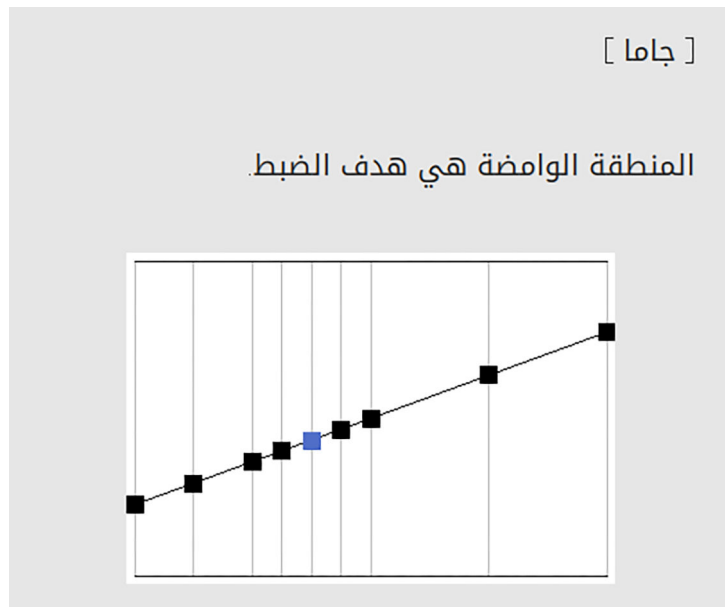 [ جاما ]
المنطقة الوامضة هي هدف الضبط.